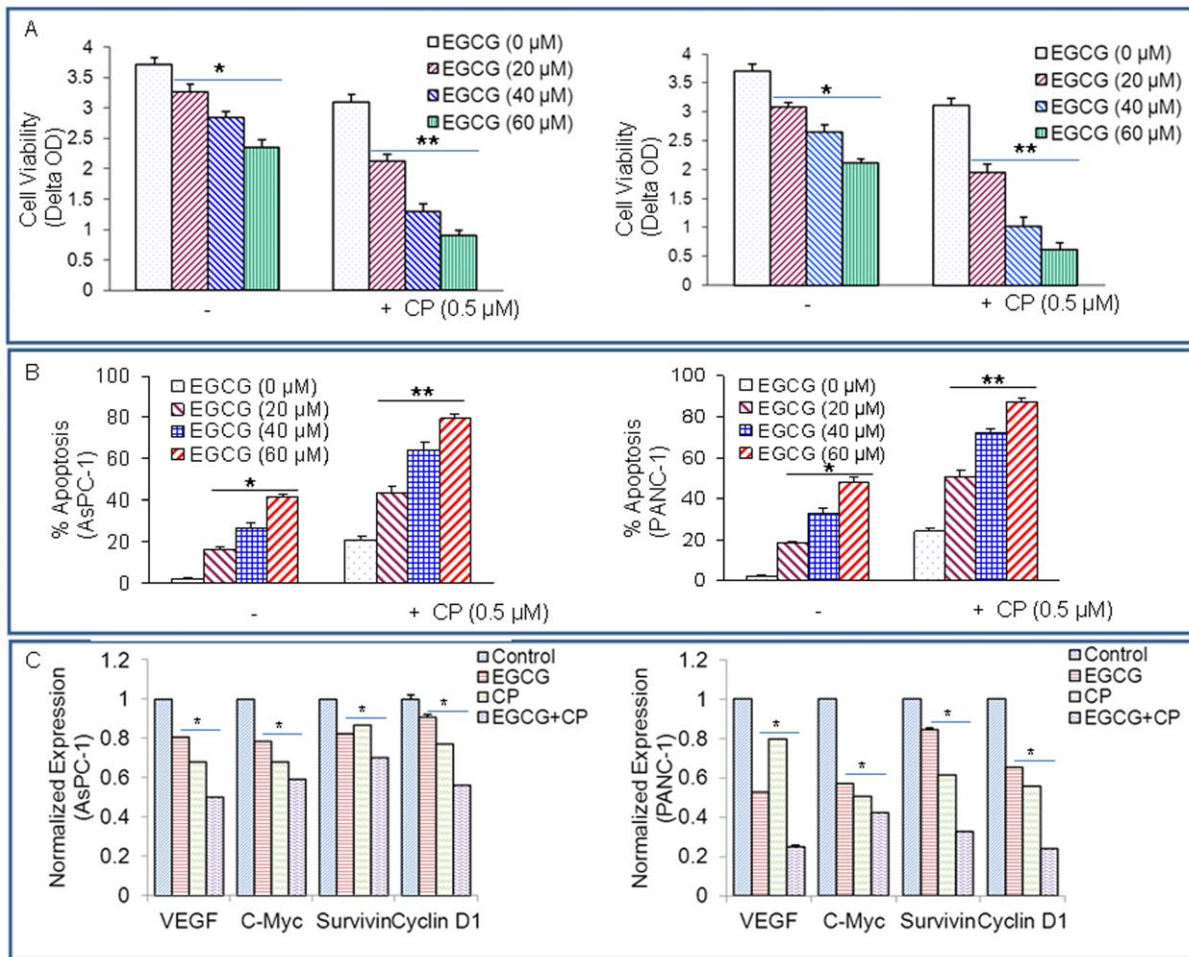 A
Cell Viability
(Delta OD)
4
3.5
3
2.5
2
1.5
1
0.5
0
*
**
EGCG (0 µM)
EGCG (20 µM)
EGCG (40 µM)
EGCG (60 µM)
-
+ CP (0.5 µM)
Cell Viability
(Delta OD)
4
3.5
3
2.5
2
1.5
1
0.5
0
*
**
EGCG (0 µM)
EGCG (20 µM)
EGCG (40 µM)
EGCG (60 µM)
-
+ CP (0.5 µM)
B
% Apoptosis
(AsPC-1)
100
80
60
40
20
0
EGCG (0 µM)
EGCG (20 µM)
EGCG (40 µM)
EGCG (60 µM)
*
**
-
+ CP (0.5 µM)
% Apoptosis
(PANC-1)
100
80
60
40
20
0
EGCG (0 µM)
EGCG (20 µM)
EGCG (40 µM)
EGCG (60 µM)
*
**
-
+ CP (0.5 µM)
C
Normalized Expression
(AsPC-1)
1.2
1
0.8
0.6
0.4
0.2
0
* * * *
Control
EGCG
CP
EGCG+CP
VEGF C-Myc Survivin Cyclin D1
Normalized Expression
(PANC-1)
1.2
1
0.8
0.6
0.4
0.2
0
* * * *
Control
EGCG
CP
EGCG+CP
VEGF C-Myc Survivin Cyclin D1